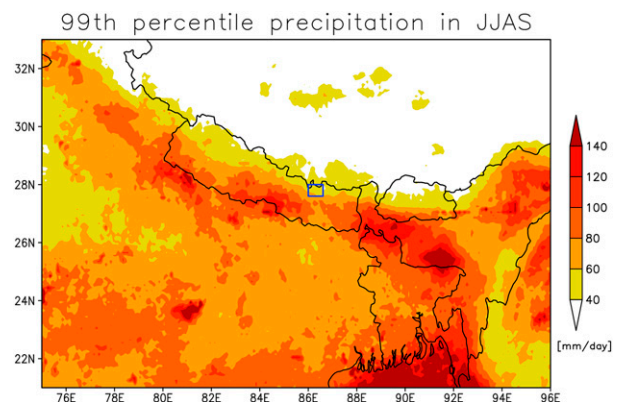 99th percentile precipitation in JJAS
32N
30N
28N
26N
24N
22N
76E 78E 80E 82E 84E 86E 88E 90E 92E 94E 96E
140
120
100
80
60
40
[mm/day]